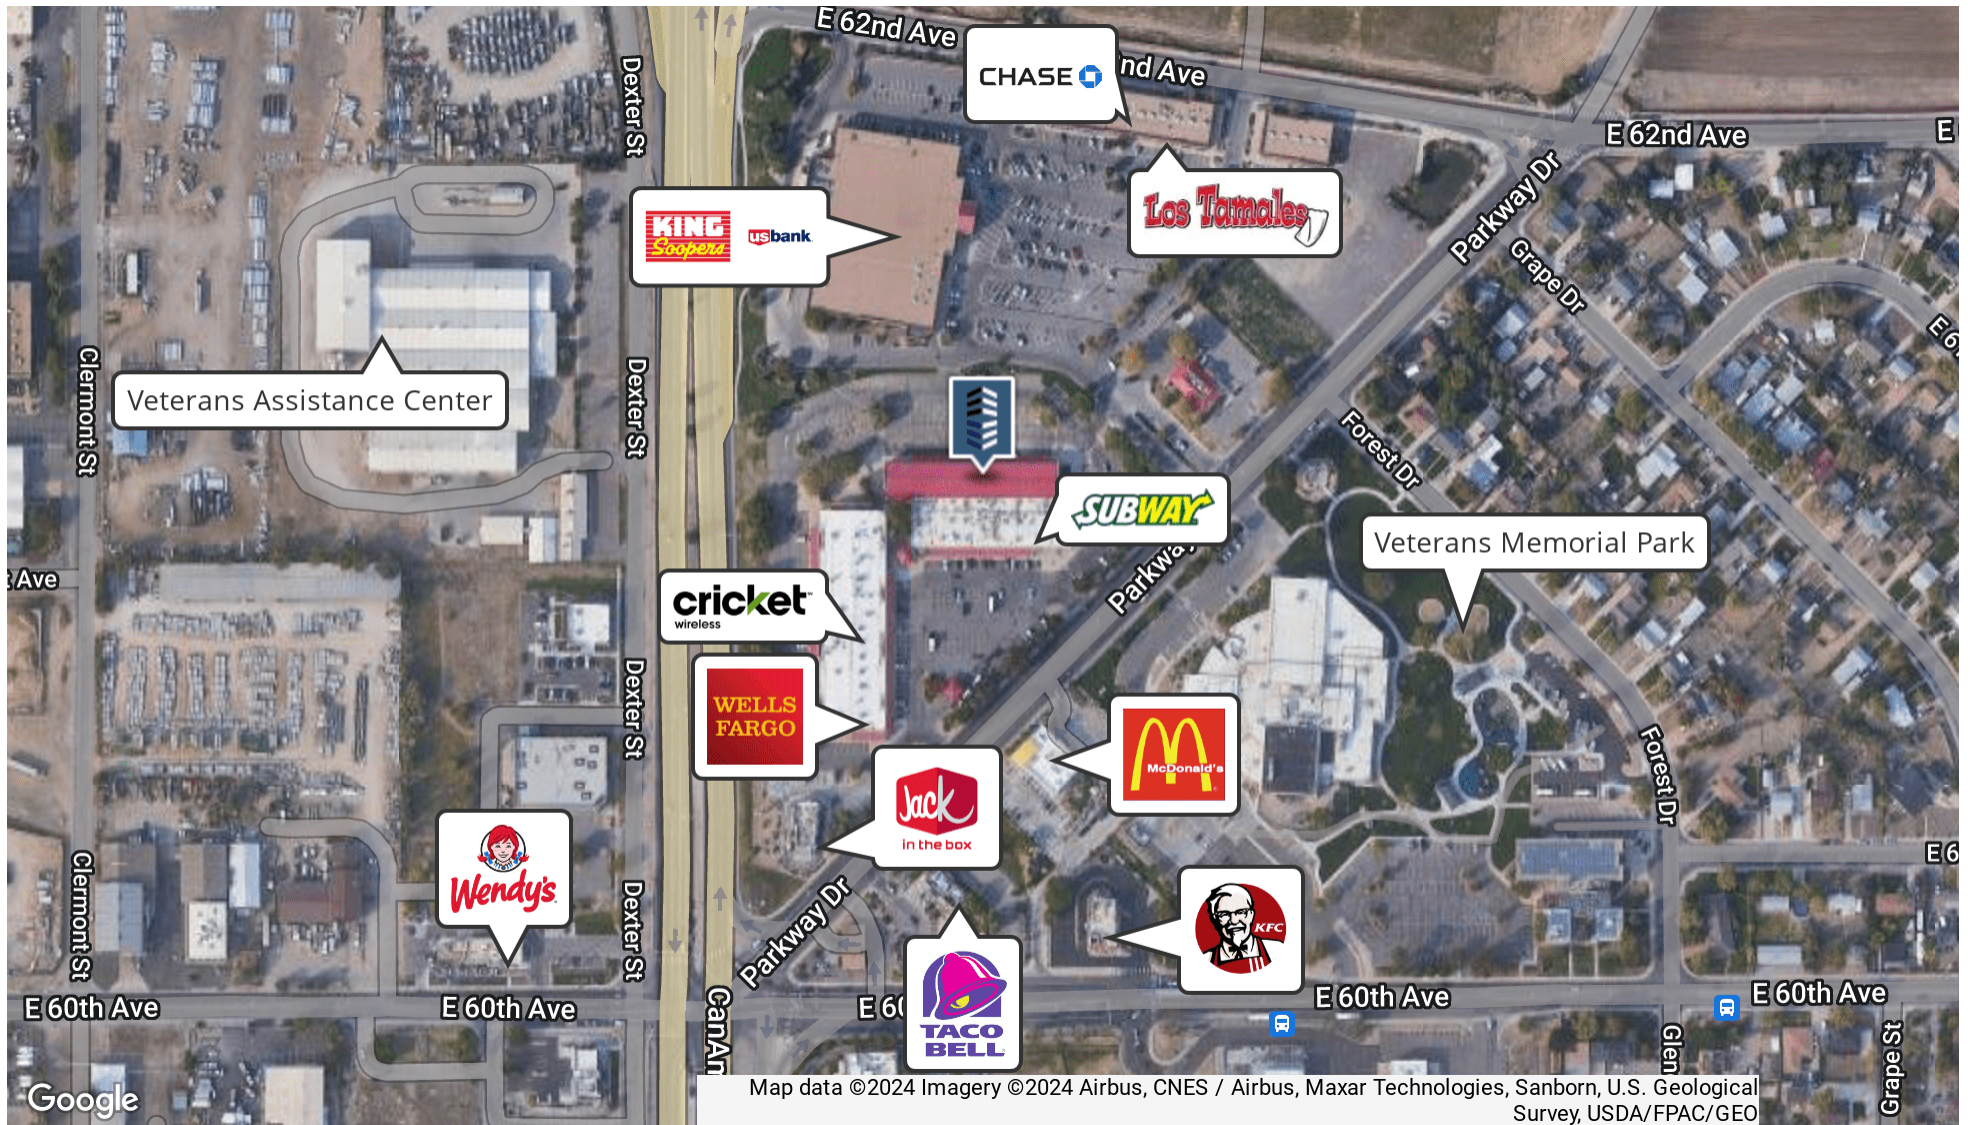 E 62nd Ave
CHASE
nd Ave
E 62nd Ave
E
Dexter St
Parkway Dr
KING
Soopers
usbank
Los Tamales
Grape Dr
E 6
Clermont St
Dexter St
Veterans Assistance Center
Forest Dr
SUBWAY
Veterans Memorial Park
Ave
Parkway
cricket
wireless
WELLS
FARGO
McDonald's
Dexter St
Forest Dr
Jack
in the box
Wendy's
Clermont St
Dexter St
Parkway Dr
KFC
E 6
TACO
BELL
E 60th Ave
E 60th Ave
E 60
E 60th Ave
E 60th Ave
CanAm
Glen
Grape St
Google
Map data ©2024 Imagery ©2024 Airbus, CNES / Airbus, Maxar Technologies, Sanborn, U.S. Geological
Survey, USDA/FPAC/GEO